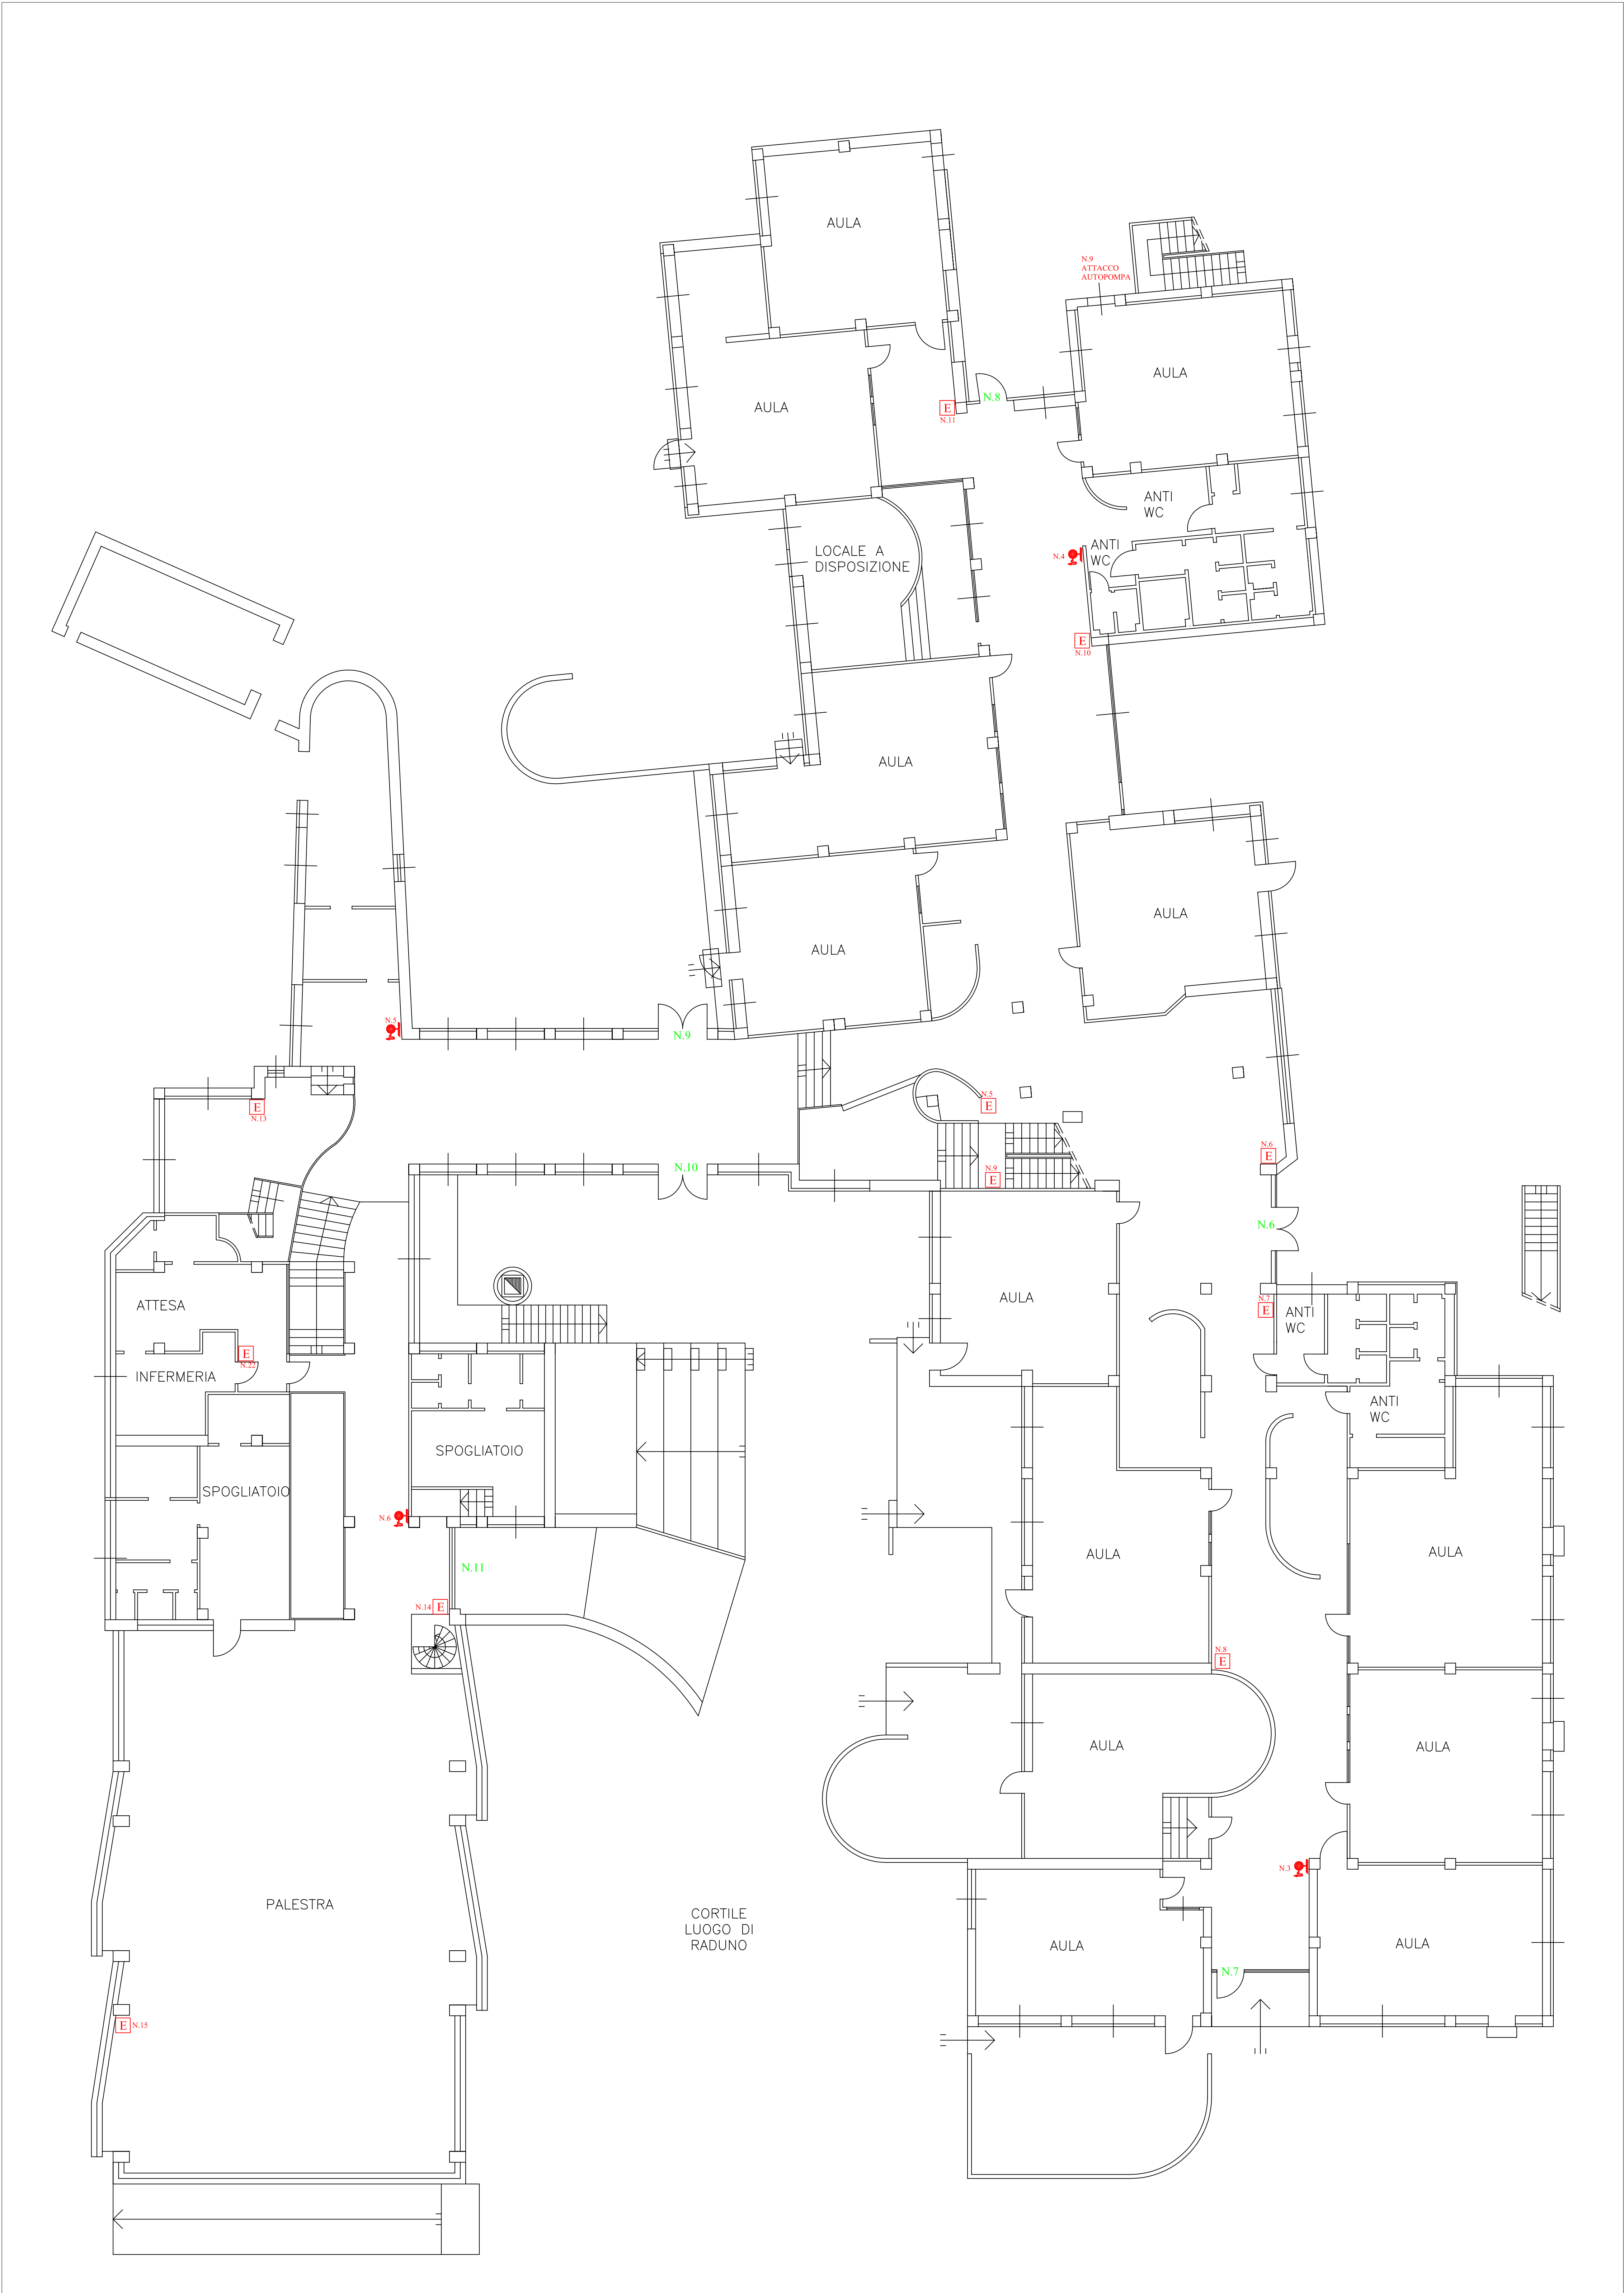 AULA
N.9
ATTACCO
AUTOPOMPA
AULA
AULA
N.8
E
N.11
ANTI
WC
ANTI
WC
N.4
LOCALE A
DISPOSIZIONE
E
N.10
AULA
AULA
AULA
N.5
N.9
N.5
E
E
N.13
N.6
E
N.10
N.9
E
N.6
ATTESA
AULA
N.7
E
ANTI
WC
E
N.22
INFERMERIA
ANTI
WC
SPOGLIATOIO
SPOGLIATOIO
N.6
AULA
AULA
N.11
N.14
E
N.8
E
AULA
AULA
N.3
PALESTRA
CORTILE
LUOGO DI
RADUNO
AULA
AULA
N.7
E
N.15